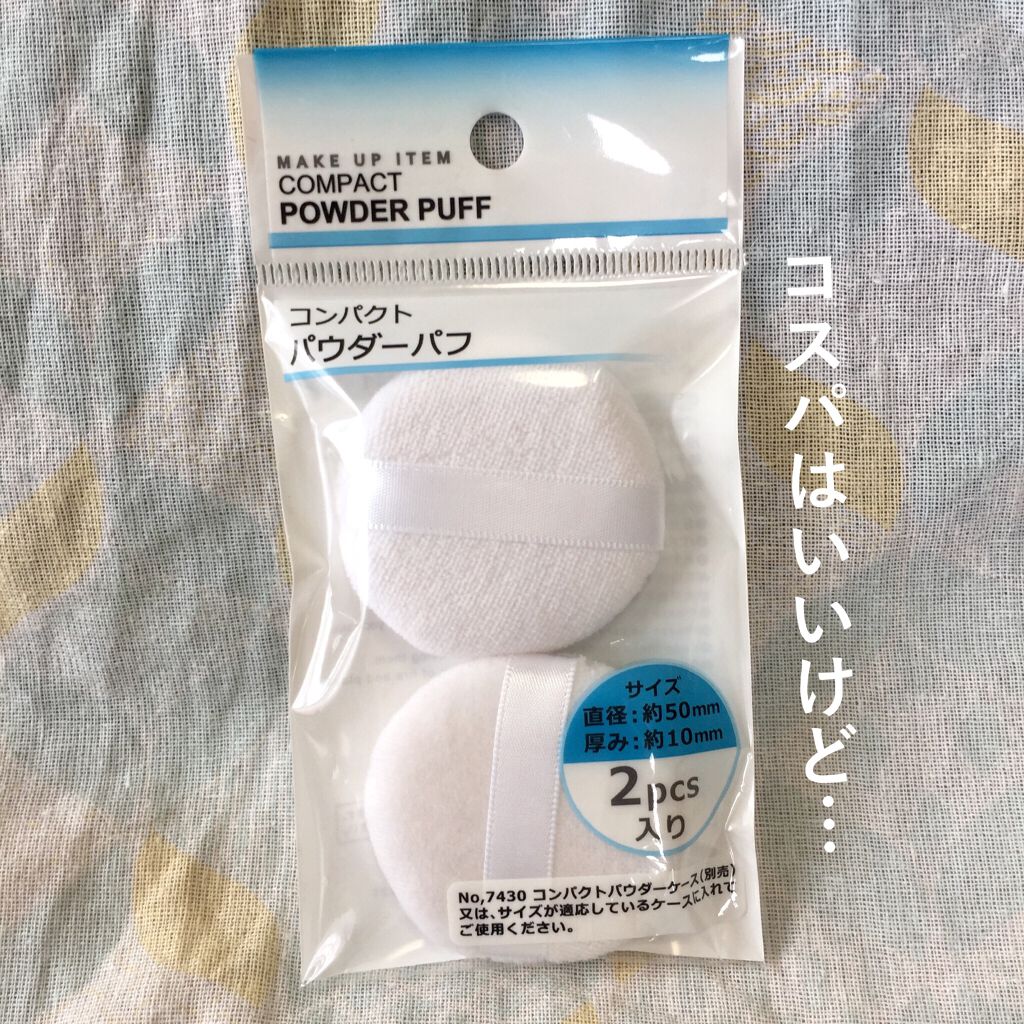 MAKE UP ITEM
COMPACT
POWDER PUFF
コンパクト
パウダーパフ
コスパはいいけど…
サイズ
直径:約50mm
厚み:約10mm
2pcs
入り
No,7430 コンパクトパウダーケース(別売)
又は、サイズが適応しているケースに入れて
ご使用ください。